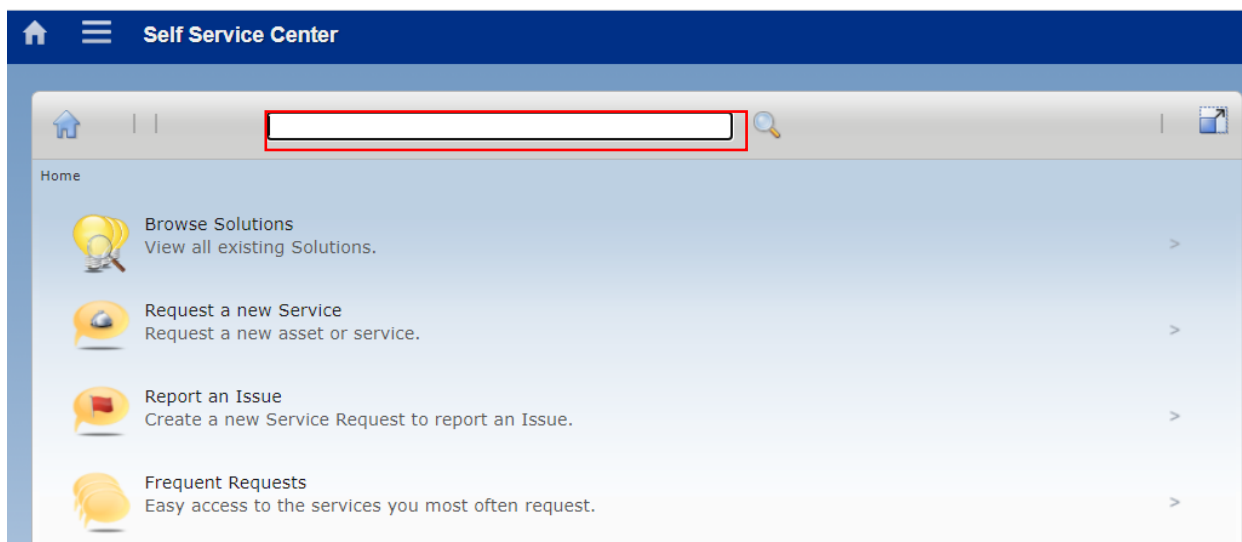 Self Service Center
Home
Browse Solutions
View all existing Solutions.
>
Request a new Service
Request a new asset or service.
>
Report an Issue
Create a new Service Request to report an Issue.
>
Frequent Requests
Easy access to the services you most often request.
>